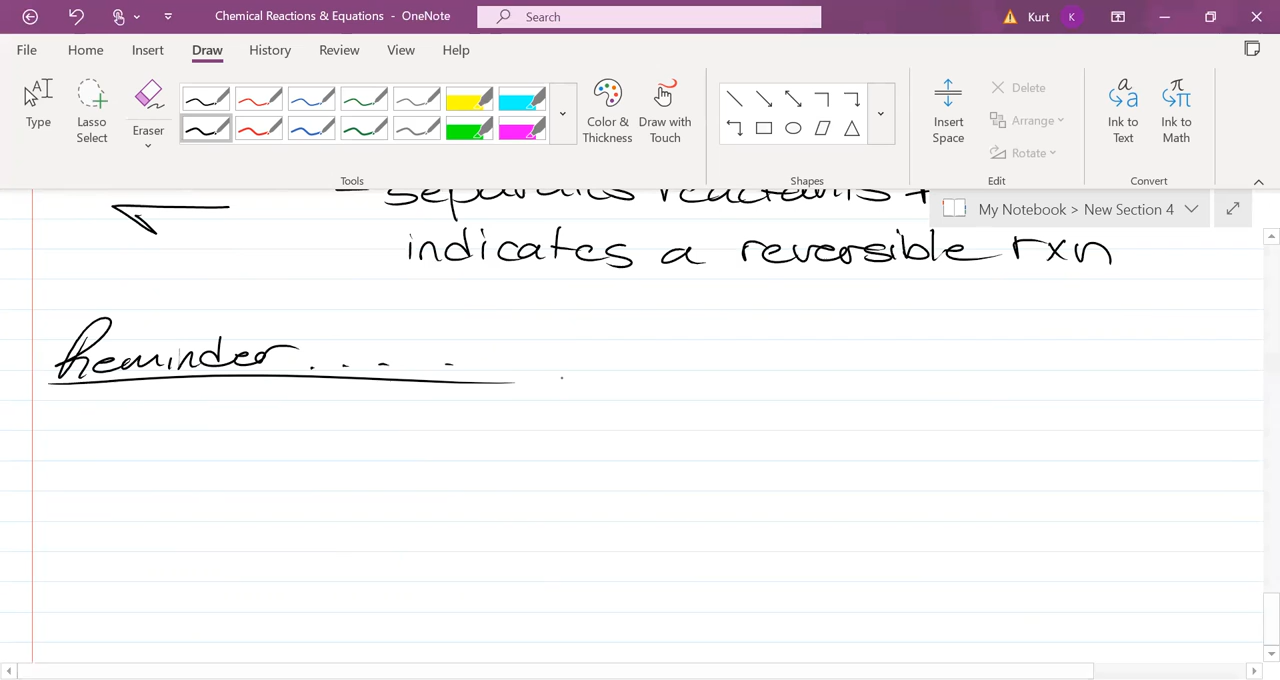 Chemical Reactions & Equations - OneNote
Search
Kurt
K
File Home Insert Draw History Review View Help
Type
Lasso Select
Eraser
Color & Thickness
Draw with Touch
Insert Space
Delete
Arrange
Rotate
Ink to Text
Ink to Math
Tools Shapes Edit Convert
- separates reactants +
My Notebook > New Section 4
indicates a reversible rxn
Reminder . . . .